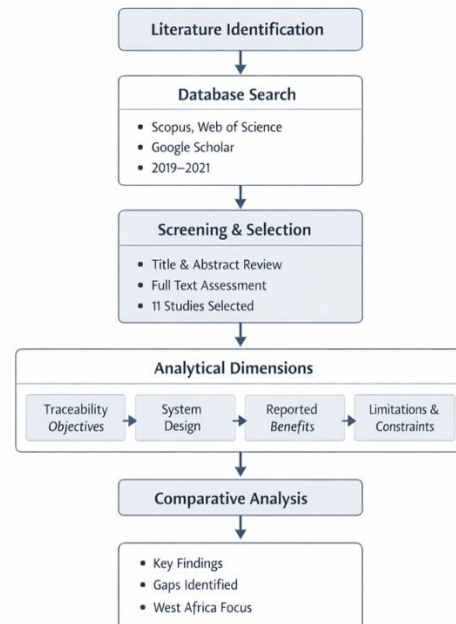 Literature Identification
Database Search
• Scopus, Web of Science
• Google Scholar
• 2019–2021
Screening & Selection
• Title & Abstract Review
• Full Text Assessment
• 11 Studies Selected
Analytical Dimensions
Traceability
Objectives
System
Design
Reported
Benefits
Limitations &
Constraints
Comparative Analysis
• Key Findings
• Gaps Identified
• West Africa Focus